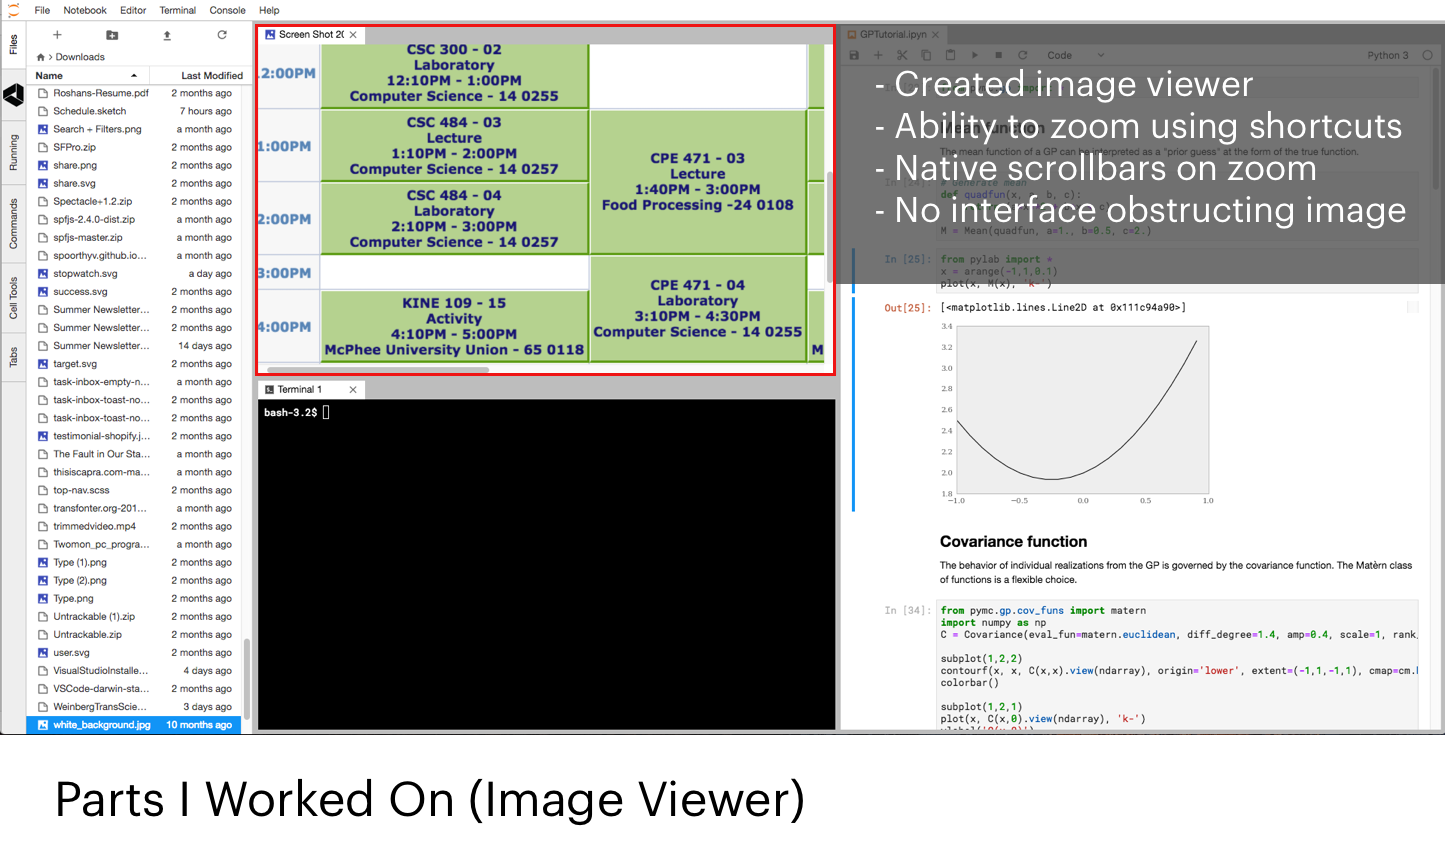 File Notebook Editor Terminal Console Help
Files
Running
Commands
Cell Tools
Tabs
> Downloads
Name Last Modified
Roshans-Resume.pdf 2 months ago
Schedule.sketch 7 hours ago
Search + Filters.png a month ago
SFPro.zip 2 months ago
share.png a month ago
share.svg 2 months ago
Spectacle+1.2.zip 2 months ago
spfjs-2.4.0-dist.zip a month ago
spfjs-master.zip a month ago
spoorthyv.github.io... a month ago
stopwatch.svg a day ago
success.svg 2 months ago
Summer Newsletter... 2 months ago
Summer Newsletter... 2 months ago
Summer Newsletter... 14 days ago
target.svg 2 months ago
task-inbox-empty-n... a month ago
task-inbox-toast-no... a month ago
task-inbox-toast-no... 2 months ago
testimonial-shopify.j... 2 months ago
The Fault in Our Sta... a month ago
thisiscapra.com-ma... a month ago
top-nav.scss 2 months ago
transfonter.org-201... a month ago
trimmedvideo.mp4 2 months ago
Twomon_pc_progra... a month ago
Type (1).png 2 months ago
Type (2).png 2 months ago
Type.png 2 months ago
Untrackable (1).zip 2 months ago
Untrackable.zip 2 months ago
user.svg 2 months ago
VisualStudioInstalle... 4 days ago
VSCode-darwin-sta... 2 months ago
WeinbergTransScie... 3 days ago
white_background.jpg 10 months ago
Screen Shot 20
2:00PM
1:00PM
2:00PM
3:00PM
4:00PM
CSC 300 - 02
Laboratory
12:10PM - 1:00PM
Computer Science - 14 0255
CSC 484 - 03
Lecture
1:10PM - 2:00PM
Computer Science - 14 0257
CSC 484 - 04
Laboratory
2:10PM - 3:00PM
Computer Science - 14 0257
KINE 109 - 15
Activity
4:10PM - 5:00PM
McPhee University Union - 65 0118
CPE 471 - 03
Lecture
1:40PM - 3:00PM
Food Processing -24 0108
CPE 471 - 04
Laboratory
3:10PM - 4:30PM
Computer Science - 14 0255
M
Terminal 1
bash-3.2$
GPTutorial.ipyn
Code Python 3
- Created image viewer
- Ability to zoom using shortcuts
- Native scrollbars on zoom
- No interface obstructing image
Mean function
The mean function of a GP can be interpreted as a "prior guess" at the form of the true function.
# Generate mean
def quadfun(x, a, b, c):
M = Mean(quadfun, a=1., b=0.5, c=2.)
In [25]: from pylab import *
x = arange(-1,1,0.1)
plot(x, M(x), 'k-')
Out[25]: [<matplotlib.lines.Line2D at 0x111c94a90>]
3.4
3.2
3.0
2.8
2.6
2.4
2.2
2.0
1.8
−1.0 −0.5 0.0 0.5 1.0
Covariance function
The behavior of individual realizations from the GP is governed by the covariance function. The Matèrn class
of functions is a flexible choice.
In [34]: from pymc.gp.cov_funs import matern
import numpy as np
C = Covariance(eval_fun=matern.euclidean, diff_degree=1.4, amp=0.4, scale=1, rank_
subplot(1,2,2)
contourf(x, x, C(x,x).view(ndarray), origin='lower', extent=(-1,1,-1,1), cmap=cm.
colorbar()
subplot(1,2,1)
plot(x, C(x,0).view(ndarray), 'k-')
Parts I Worked On (Image Viewer)